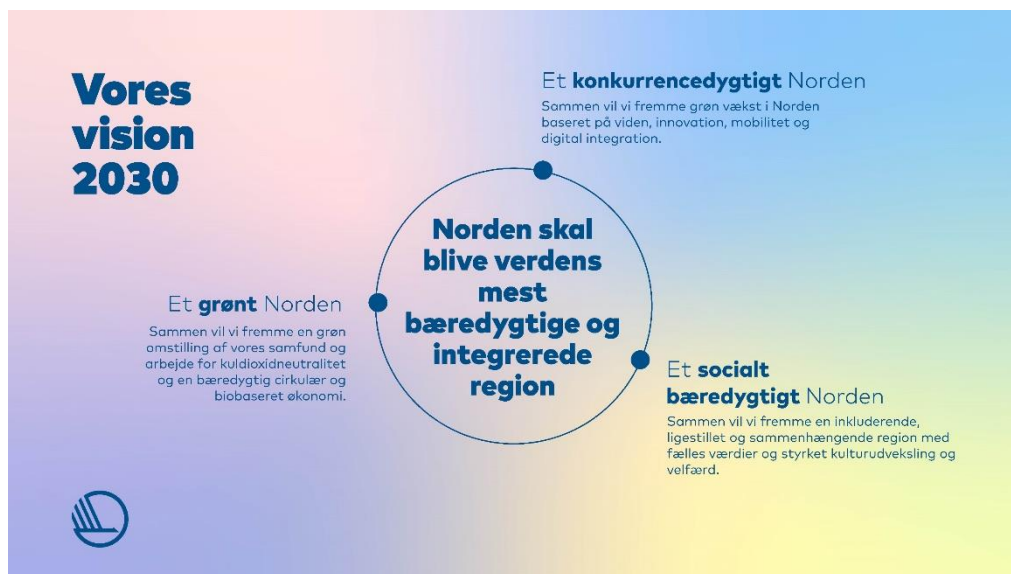 Vores
vision
2030
Et konkurrencedygtigt Norden
Sammen vil vi fremme grøn vækst i Norden
baseret på viden, innovation, mobilitet og
digital integration.
Norden skal
blive verdens
mest
bæredygtige og
integrerede
region
Et grønt Norden
Sammen vil vi fremme en grøn
omstilling af vores samfund og
arbejde for kuldioxidneutralitet
og en bæredygtig cirkulær og
biobaseret økonomi.
Et socialt
bæredygtigt Norden
Sammen vil vi fremme en inkluderende,
ligestillet og sammenhængende region med
fælles værdier og styrket kulturudveksling og
velfærd.